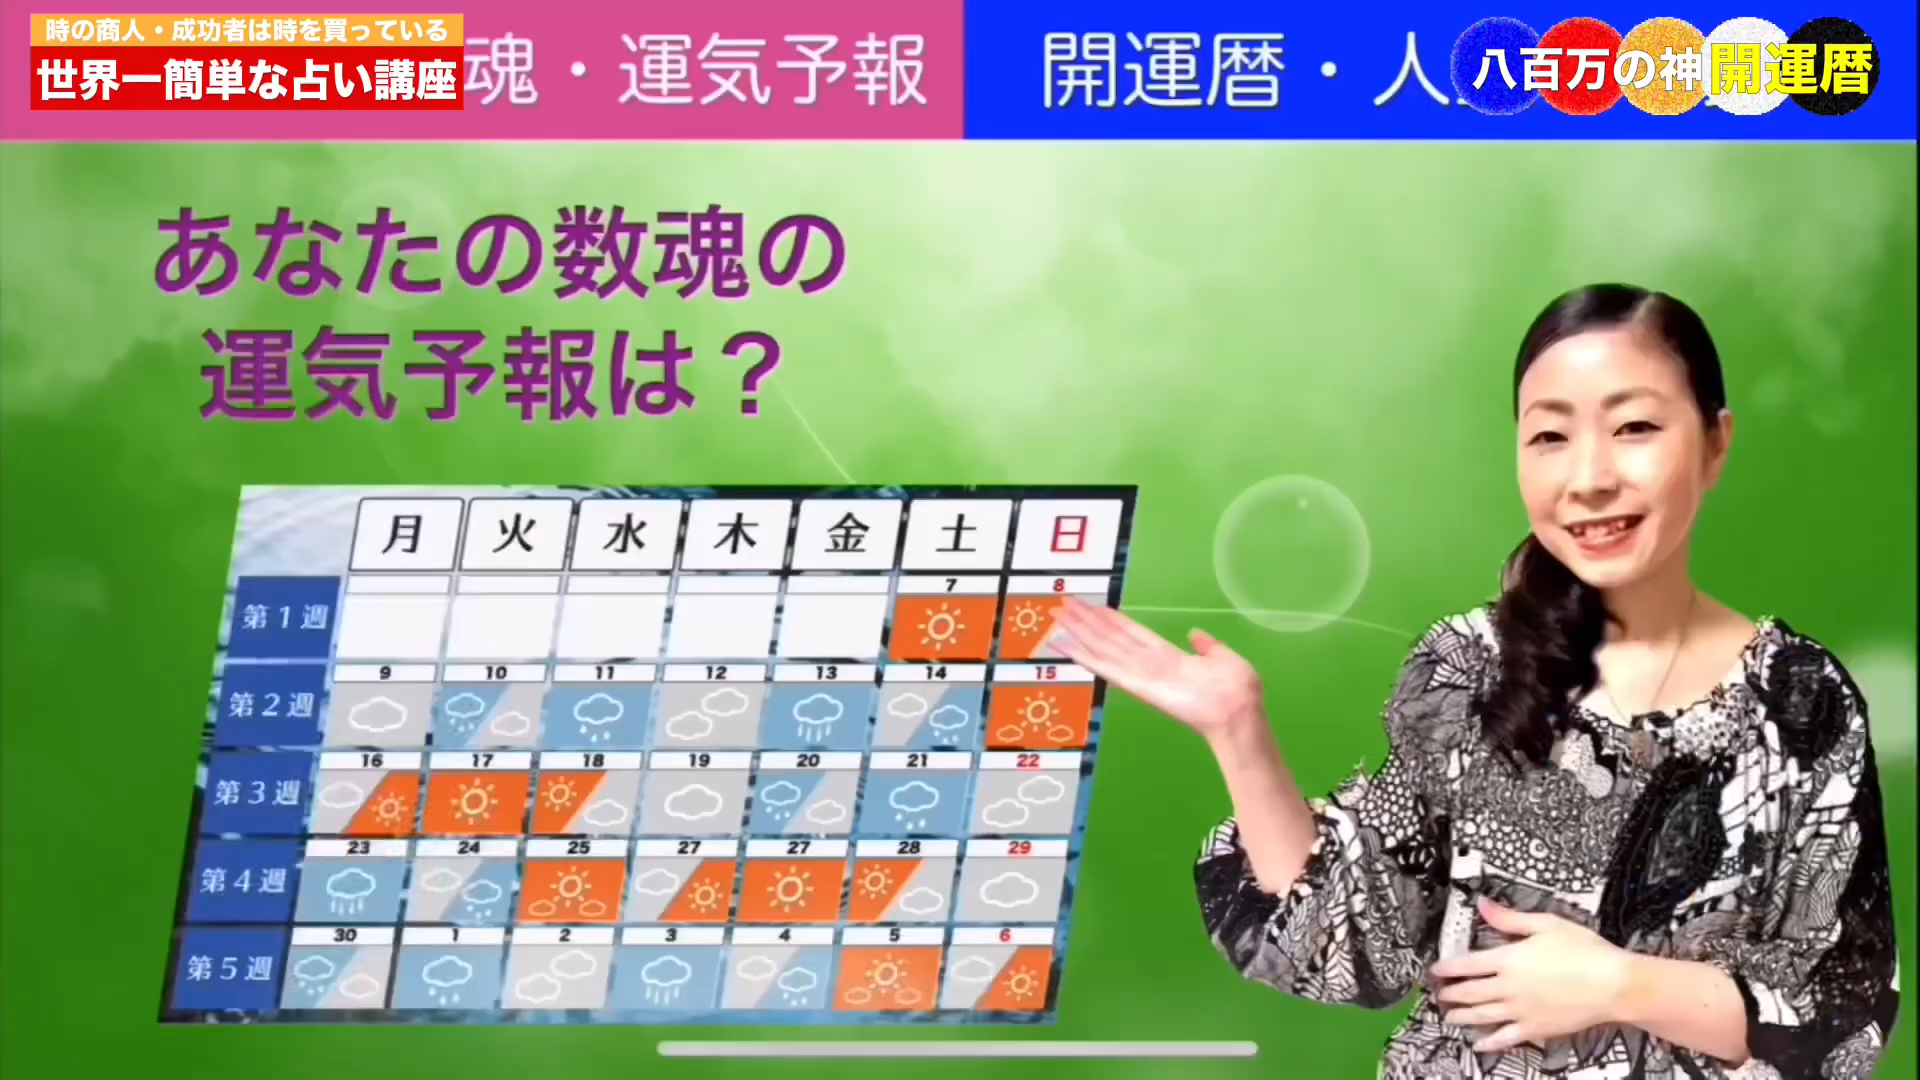 時の商人・成功者は時を買っている
世界一簡単な占い講座
魂・運気予報
開運暦・人
八百万の神開運暦
あなたの数魂の
運気予報は？
月 火 水 木 金 土 日
7 8
第1週
9 10 11 12 13 14 15
第2週
16 17 18 19 20 21 22
第3週
23 24 25 27 27 28 29
第4週
30 1 2 3 4 5 6
第5週